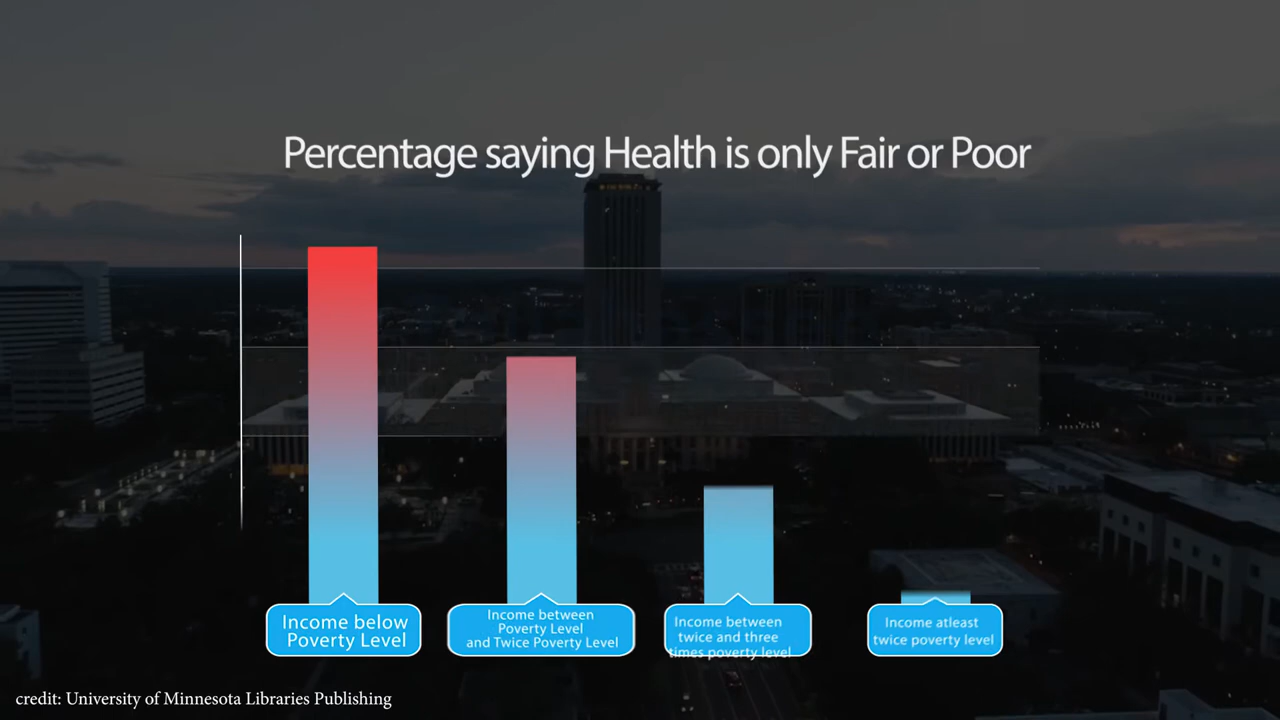 Percentage saying Health is only Fair or Poor
Income below
Poverty Level
Income between
Poverty Level
and Twice Poverty Level
Income between
twice and three
times poverty level
Income atleast
twice poverty level
credit: University of Minnesota Libraries Publishing